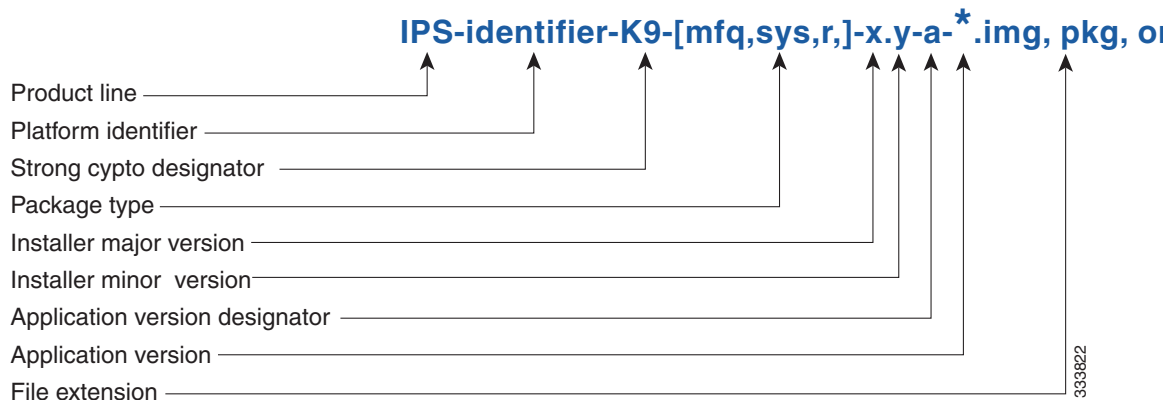 IPS-identifier-K9-[mfq,sys,r,]-x.y-a-*.img, pkg, or
Product line
Platform identifier
Strong cypto designator
Package type
Installer major version
Installer minor version
Application version designator
Application version
File extension
333822